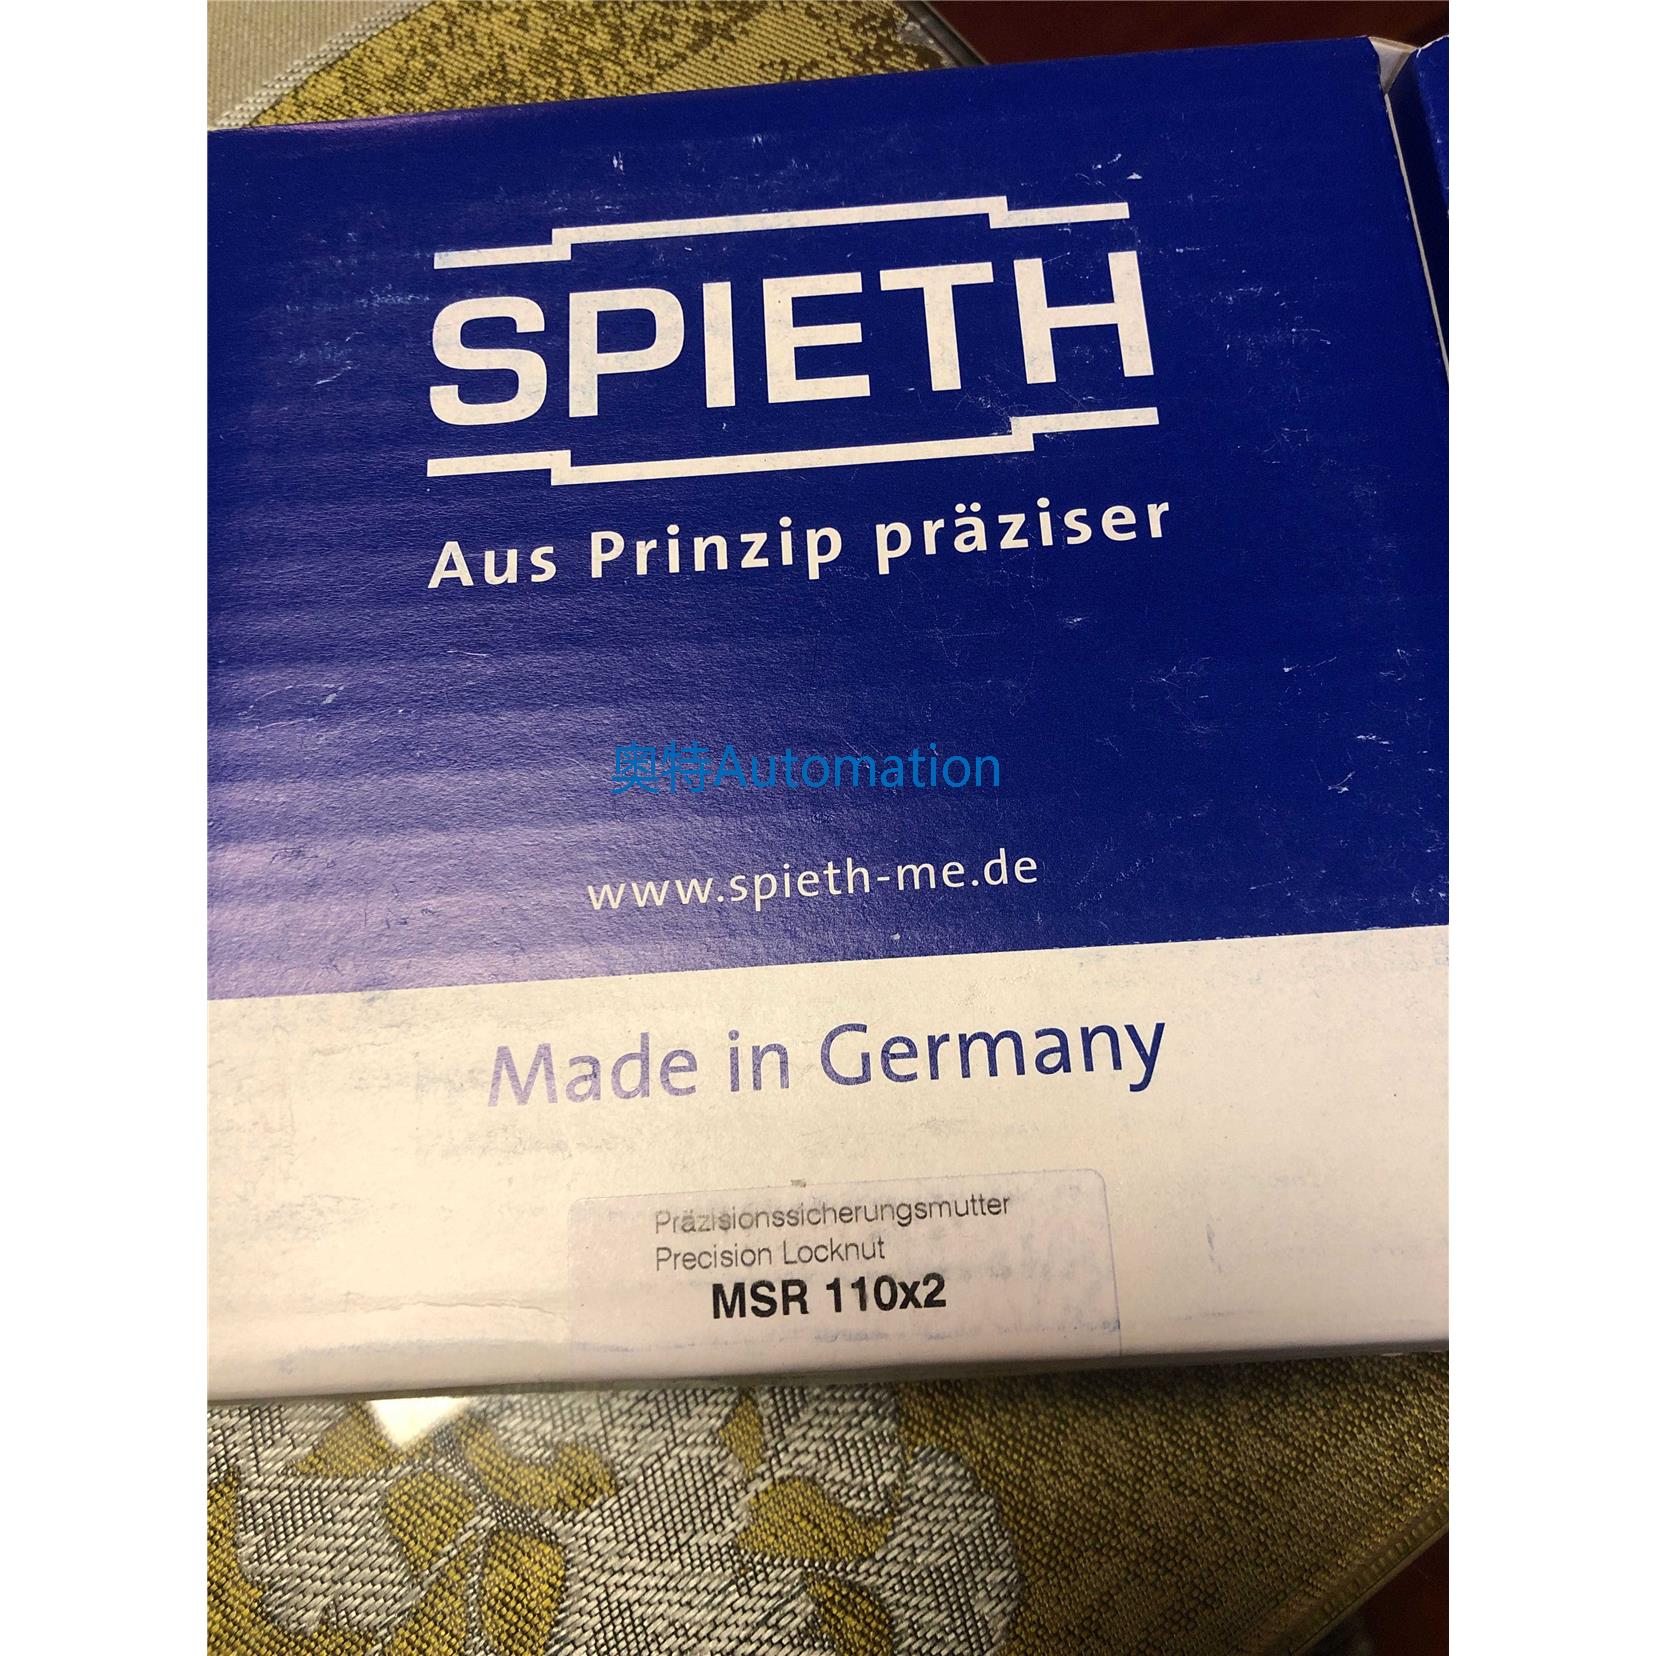 SPIETH
Aus Prinzip präziser
奥特Automation
www.spieth-me.de
Made in Germany
Präzisionssicherungsmutter
Precision Locknut
MSR 110x2